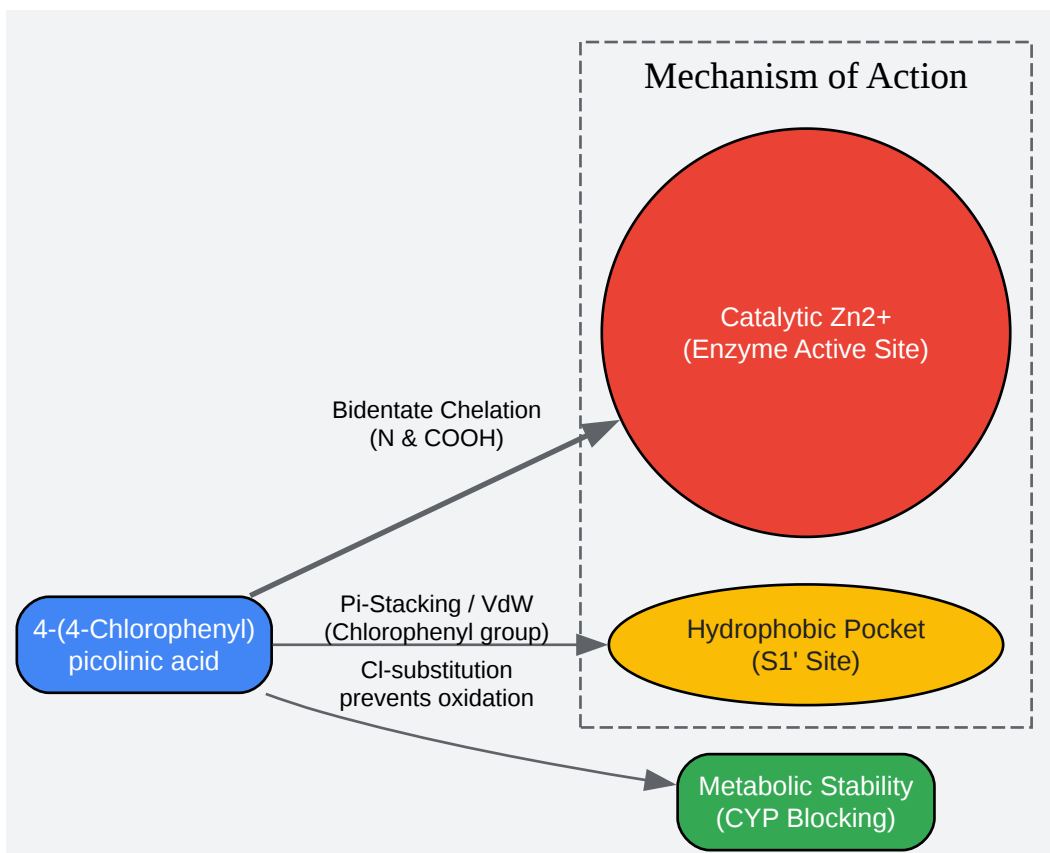 Mechanism of Action
Catalytic Zn2+
(Enzyme Active Site)
Bidentate Chelation
(N & COOH)
4-(4-Chlorophenyl)
picolinic acid
Pi-Stacking / VdW
(Chlorophenyl group)
Hydrophobic Pocket
(S1' Site)
Cl-substitution
prevents oxidation
Metabolic Stability
(CYP Blocking)